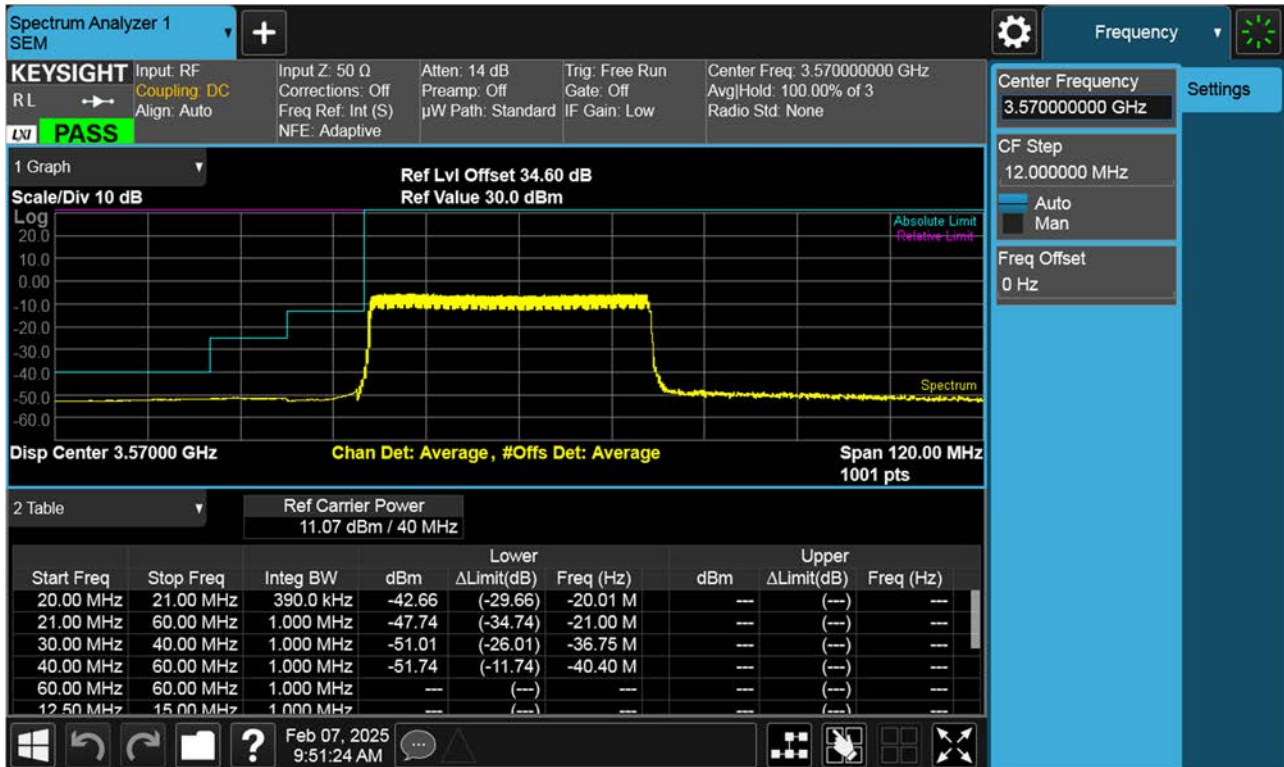 Spectrum Analyzer 1
SEM
+
Frequency
KEYSIGHT
RL
LXI
PASS
Input: RF
Coupling: DC
Align: Auto
Input Z: 50 Ω
Corrections: Off
Freq Ref: Int (S)
NFE: Adaptive
Atten: 14 dB
Preamp: Off
µW Path: Standard
Trig: Free Run
Gate: Off
IF Gain: Low
Center Freq: 3.570000000 GHz
Avg|Hold: 100.00% of 3
Radio Std: None
Center Frequency
3.570000000 GHz
Settings
CF Step
12.000000 MHz
Auto
Man
Freq Offset
0 Hz
1 Graph
Scale/Div 10 dB
Ref Lvl Offset 34.60 dB
Ref Value 30.0 dBm
Log
Absolute Limit
Relative Limit
20.0
10.0
0.00
-10.0
-20.0
-30.0
-40.0
-50.0
-60.0
Spectrum
Disp Center 3.57000 GHz
Chan Det: Average, #Offs Det: Average
Span 120.00 MHz
1001 pts
2 Table
Ref Carrier Power
11.07 dBm / 40 MHz
Lower Upper
Start Freq Stop Freq Integ BW dBm ΔLimit(dB) Freq (Hz) dBm ΔLimit(dB) Freq (Hz)
20.00 MHz 21.00 MHz 390.0 kHz -42.66 (-29.66) -20.01 M --- (---) ---
21.00 MHz 60.00 MHz 1.000 MHz -47.74 (-34.74) -21.00 M --- (---) ---
30.00 MHz 40.00 MHz 1.000 MHz -51.01 (-26.01) -36.75 M --- (---) ---
40.00 MHz 60.00 MHz 1.000 MHz -51.74 (-11.74) -40.40 M --- (---) ---
60.00 MHz 60.00 MHz 1.000 MHz --- (---) --- --- (---) ---
12.50 MHz 15.00 MHz 1.000 MHz --- (---) --- --- (---) ---
?
Feb 07, 2025
9:51:24 AM